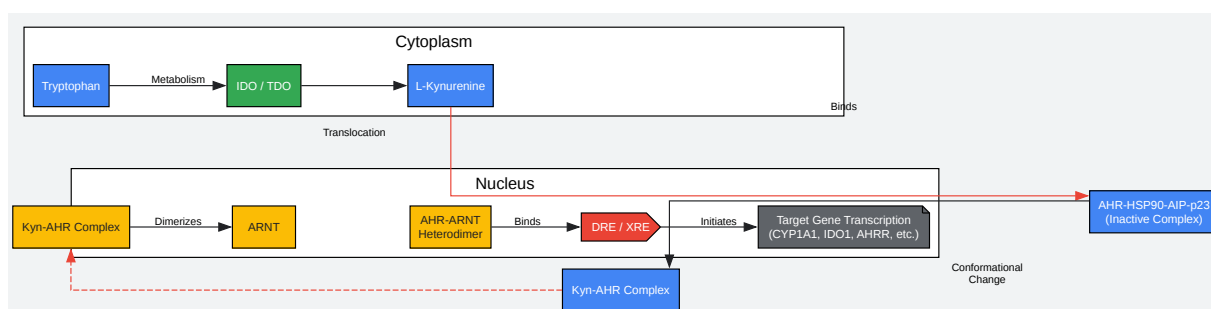 Cytoplasm
Tryptophan
Metabolism
IDO / TDO
L-Kynurenine
Binds
Translocation
Nucleus
Kyn-AHR Complex
Dimerizes
ARNT
AHR-ARNT
Heterodimer
Binds
DRE / XRE
Initiates
Target Gene Transcription
(CYP1A1, IDO1, AHRR, etc.)
AHR-HSP90-AIP-p23
(Inactive Complex)
Conformational
Change
Kyn-AHR Complex